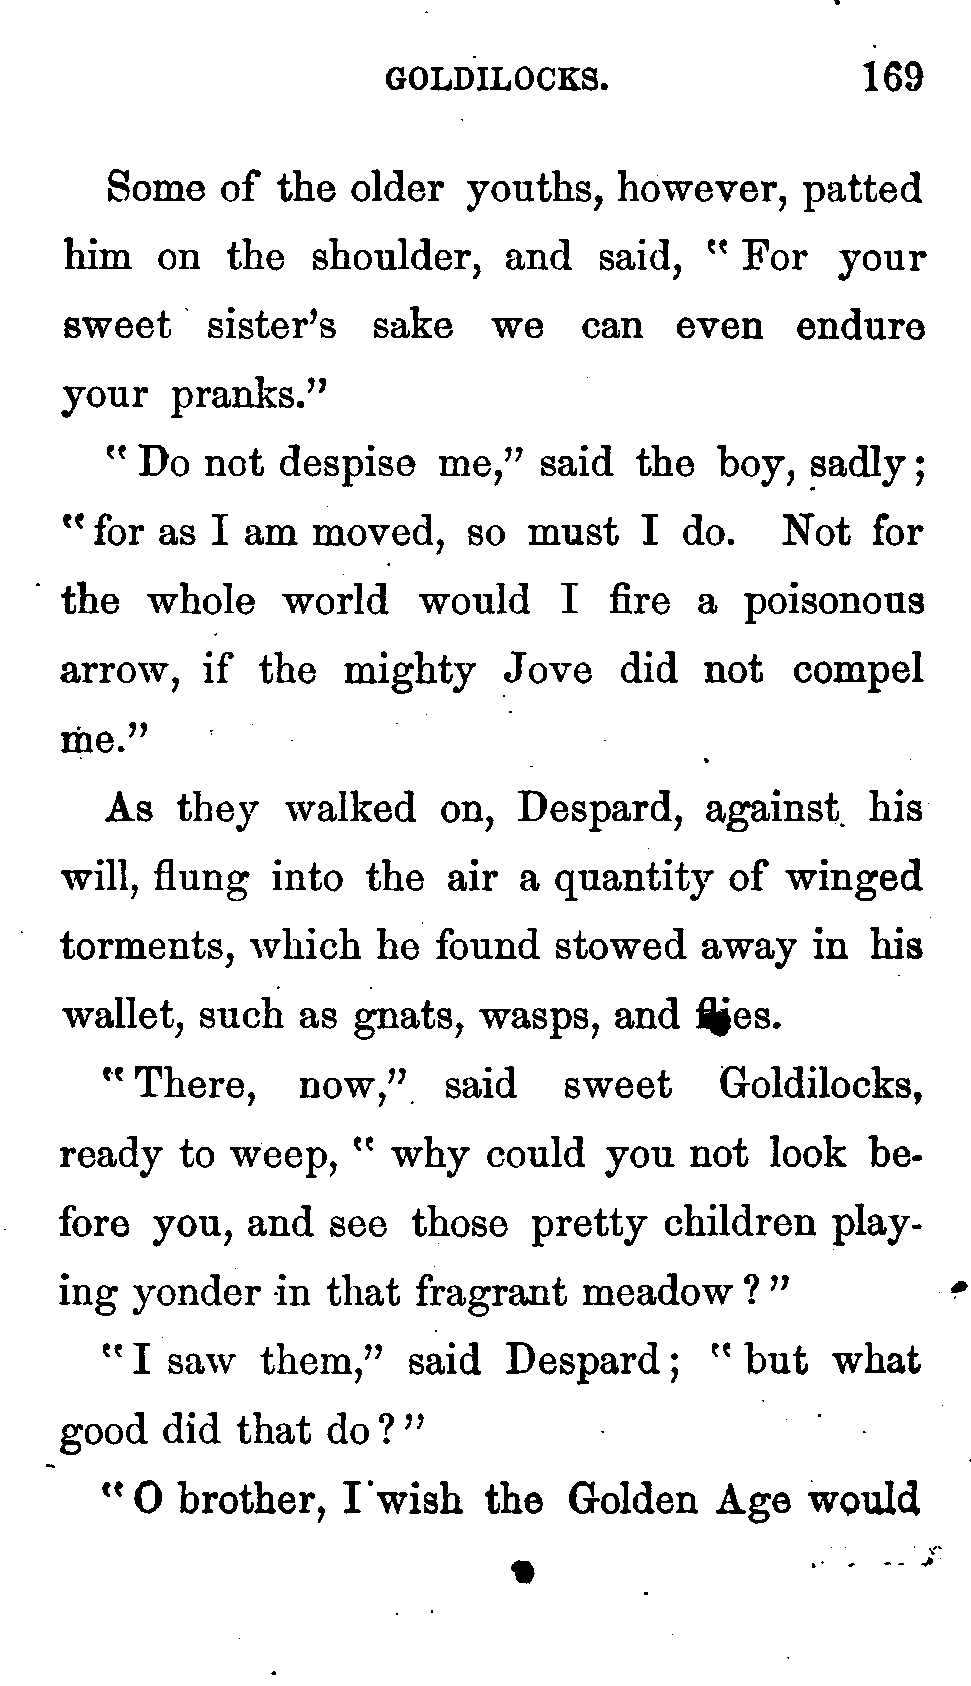 GOLDILOCKS. 169
Some of the older youths, however, patted
him on the shoulder, and said, “For your
sweet sister’s sake we can even endure
your pranks.”
“Do not despise me,” said the boy, sadly;
“for as I am moved, so must I do. Not for
the whole world would I fire a poisonous
arrow, if the mighty Jove did not compel
me.”
As they walked on, Despard, against his
will, flung into the air a quantity of winged
torments, which he found stowed away in his
wallet, such as gnats, wasps, and flies.
“There, now,” said sweet Goldilocks,
ready to weep, “why could you not look be-
fore you, and see those pretty children play-
ing yonder in that fragrant meadow?”
“I saw them,” said Despard; “but what
good did that do?”
“O brother, I wish the Golden Age would